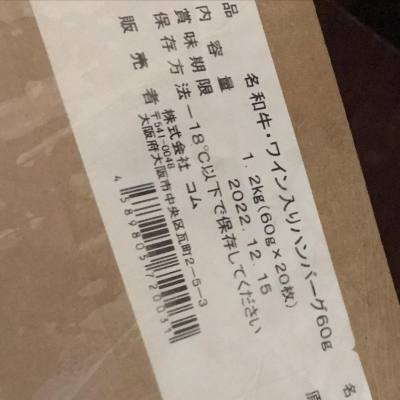 品 名和牛・ワイン入りハンバーグ60g
内容量 1.2kg(60g×20枚)
賞味期限 2022.12.15
保存方法 -18℃以下で保存してください
販売者 株式会社 コム
〒541-0048
大阪府大阪市中央区瓦町2-5-3
4589803720031
名